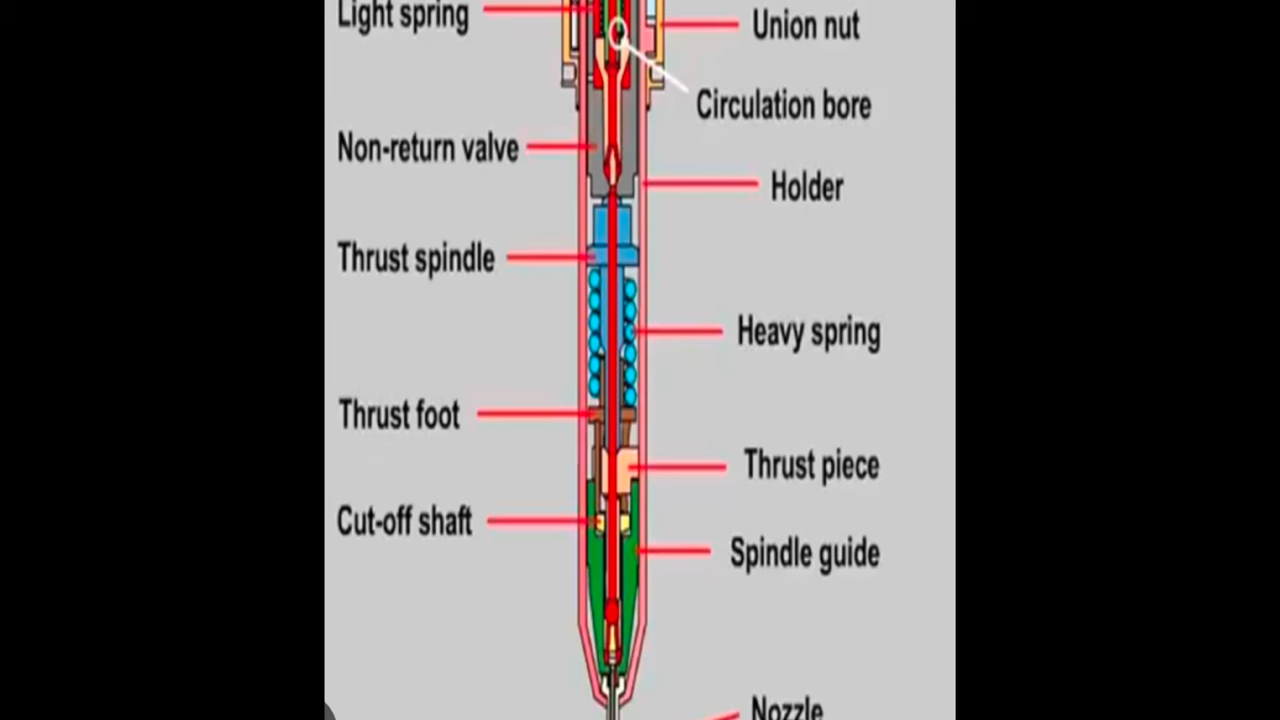 Light spring
Union nut
Circulation bore
Non-return valve
Holder
Thrust spindle
Heavy spring
Thrust foot
Thrust piece
Cut-off shaft
Spindle guide
Nozzle